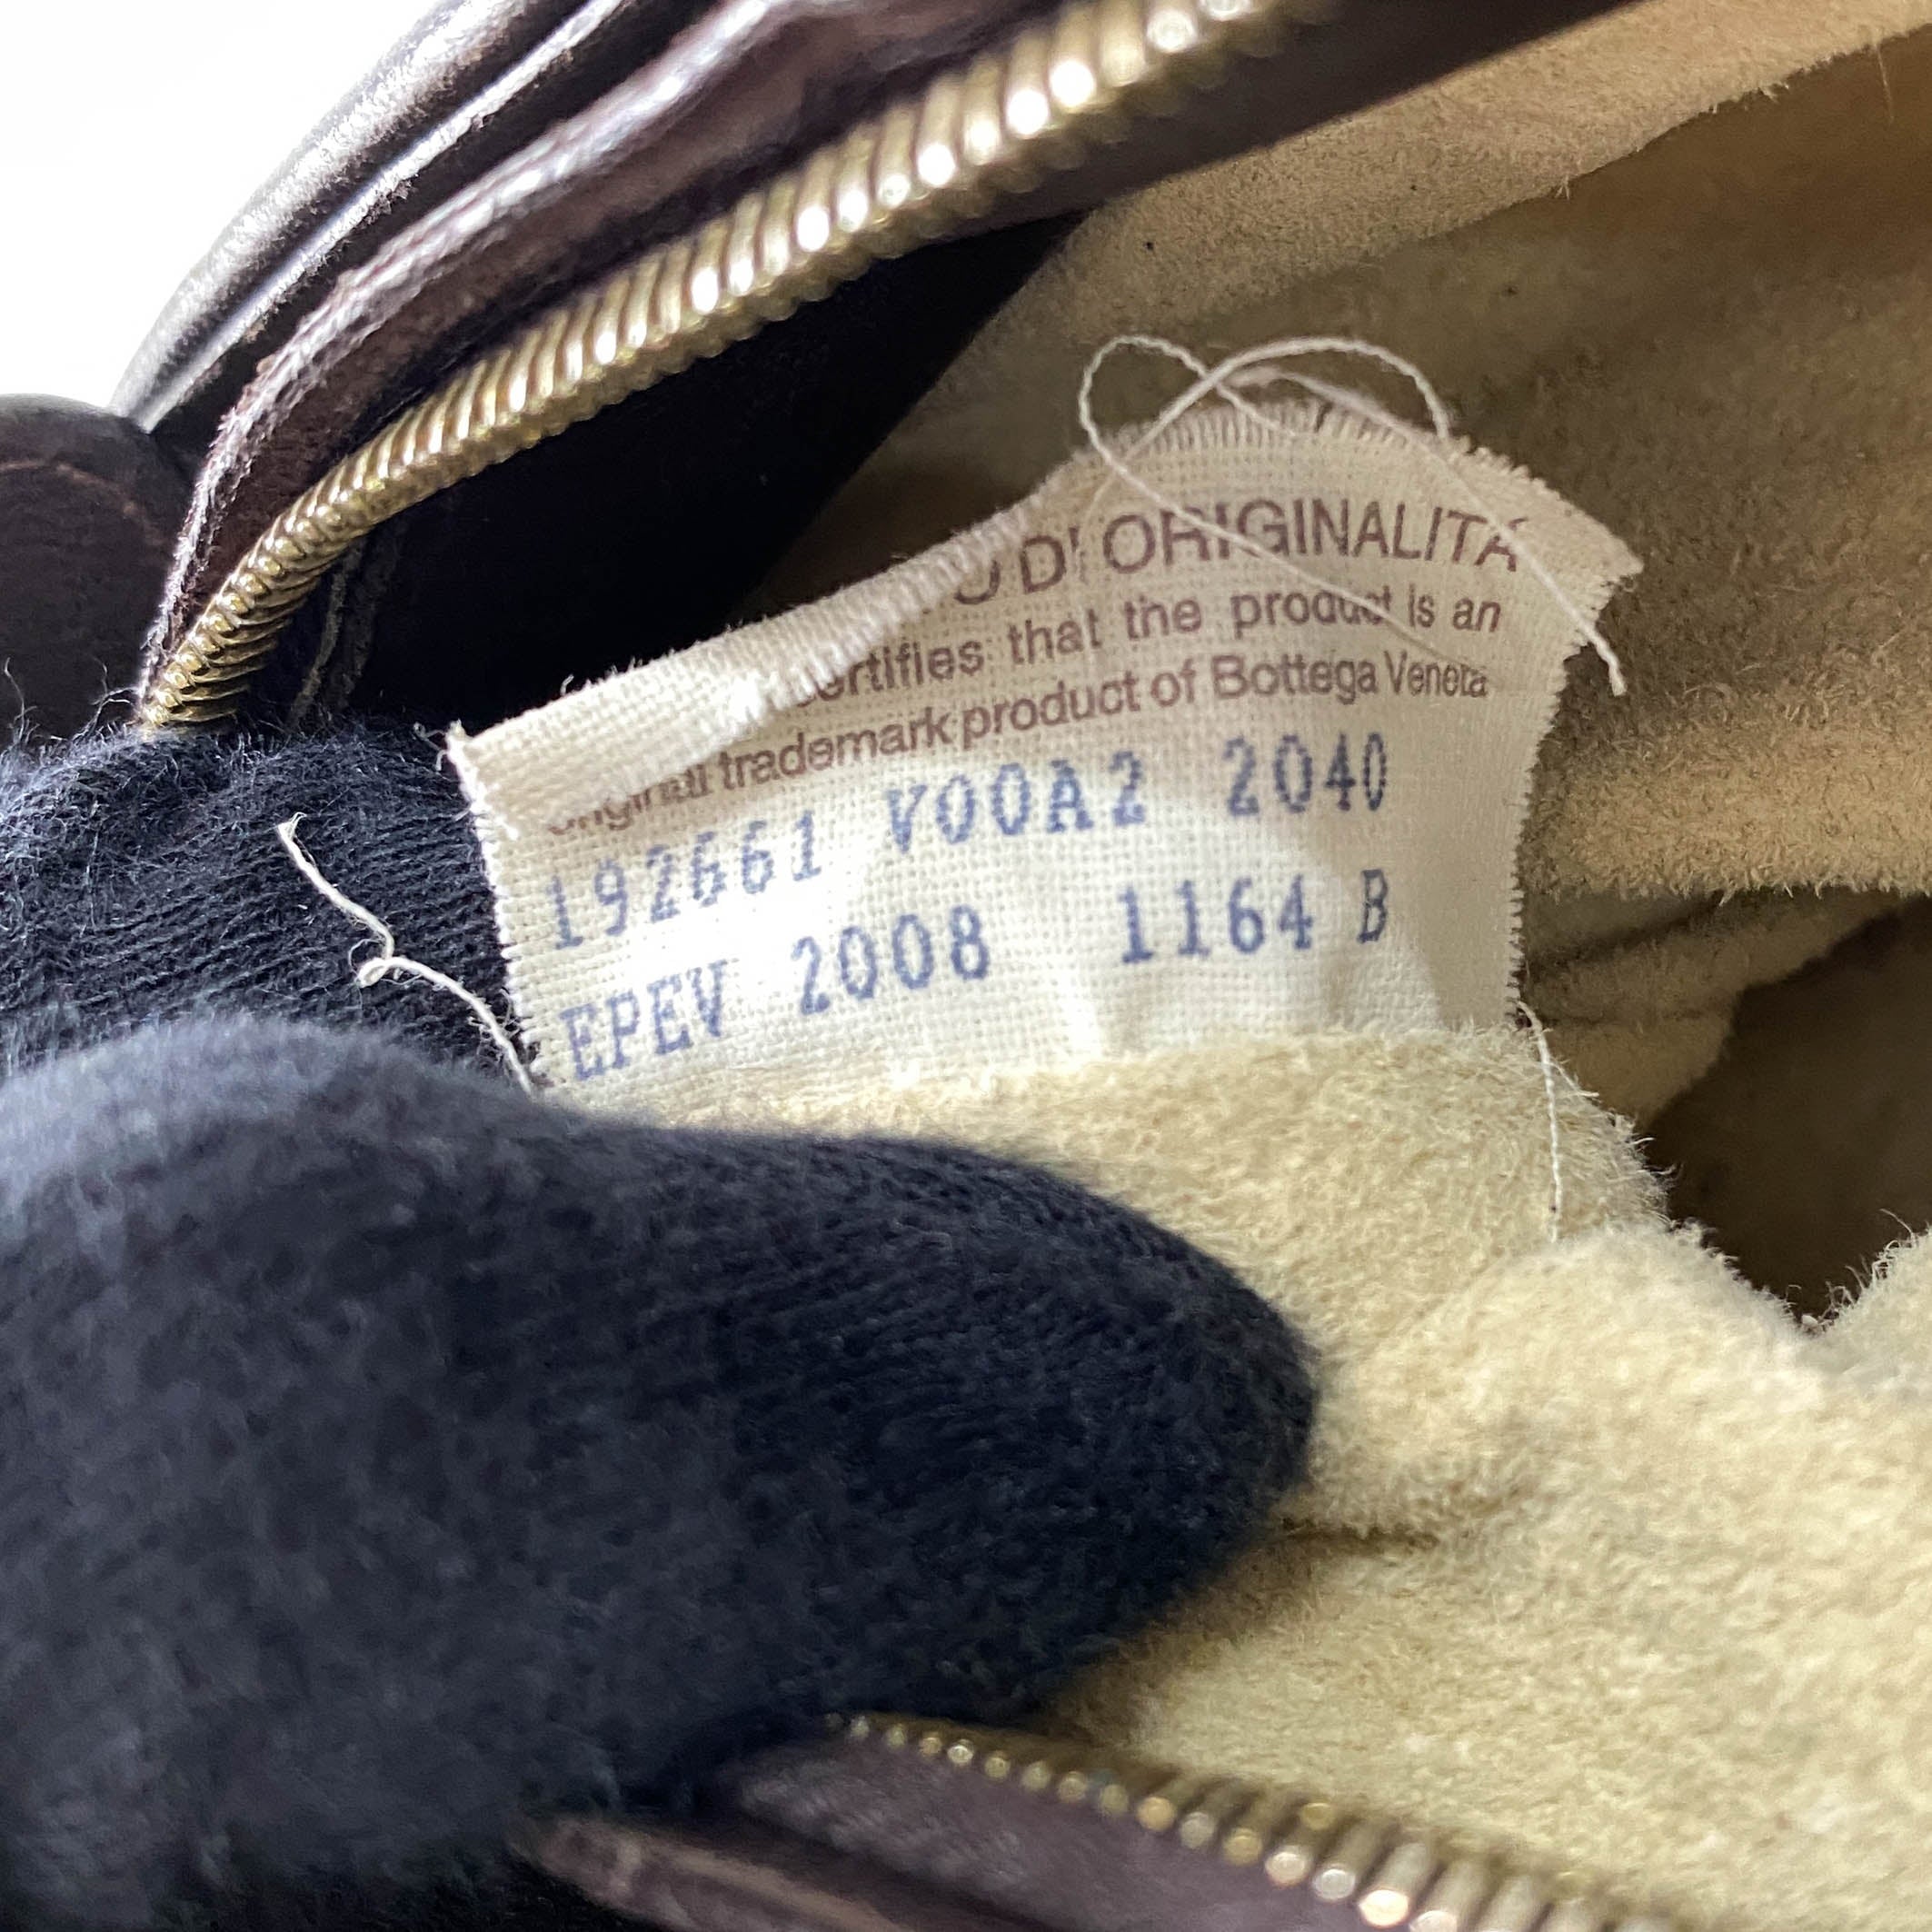 DI ORIGINALITÀ
certifies that the product is an
original trademark product of Bottega Veneta
192661 V00A2 2040
EPEV 2008 1164 B